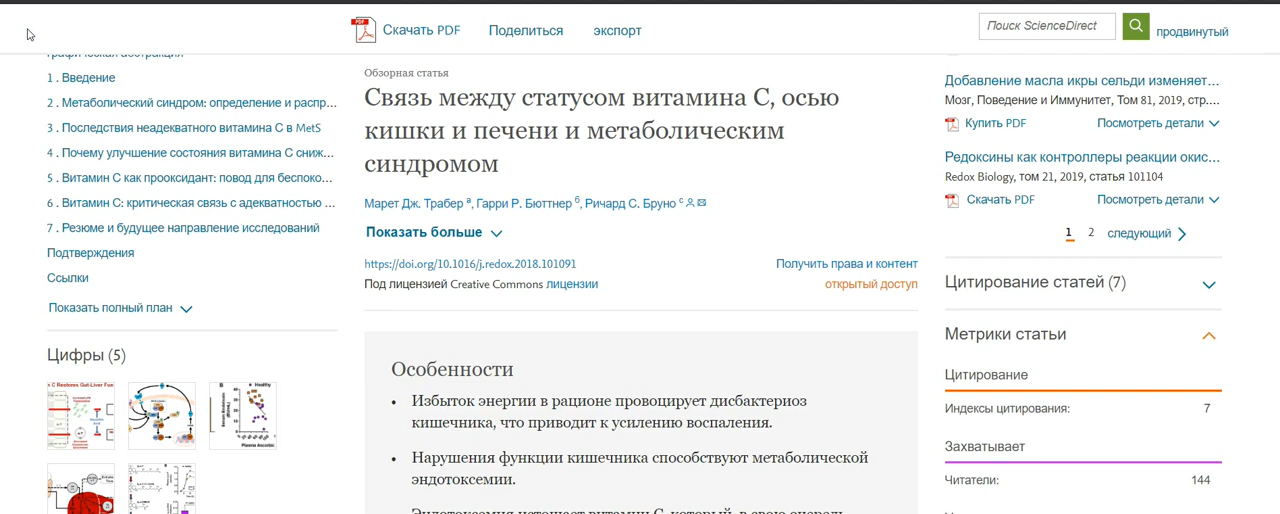 Скачать PDF
Поделиться
экспорт
Поиск ScienceDirect
продвинутый
1 . Введение
2 . Метаболический синдром: определение и распр...
3 . Последствия неадекватного витамина С в MetS
4 . Почему улучшение состояния витамина С сниж...
5 . Витамин С как прооксидант: повод для беспоко...
6 . Витамин С: критическая связь с адекватностью ...
7 . Резюме и будущее направление исследований
Подтверждения
Ссылки
Показать полный план
Цифры (5)
Обзорная статья
Связь между статусом витамина С, осью
кишки и печени и метаболическим
синдромом
Марет Дж. Трабер а, Гарри Р. Бюттнер б, Ричард С. Бруно с
Показать больше
https://doi.org/10.1016/j.redox.2018.101091
Получить права и контент
Под лицензией Creative Commons лицензии
открытый доступ
Особенности
• Избыток энергии в рационе провоцирует дисбактериоз
кишечника, что приводит к усилению воспаления.
• Нарушения функции кишечника способствуют метаболической
эндотоксемии.
Эндотоксемия истощает витамин С, который, в свою очередь,
Добавление масла икры сельди изменяет...
Мозг, Поведение и Иммунитет, Том 81, 2019, стр....
Купить PDF
Посмотреть детали
Редоксины как контроллеры реакции окис...
Redox Biology, том 21, 2019, статья 101104
Скачать PDF
Посмотреть детали
1 2 следующий
Цитирование статей (7)
Метрики статьи
Цитирование
Индексы цитирования: 7
Захватывает
Читатели: 144